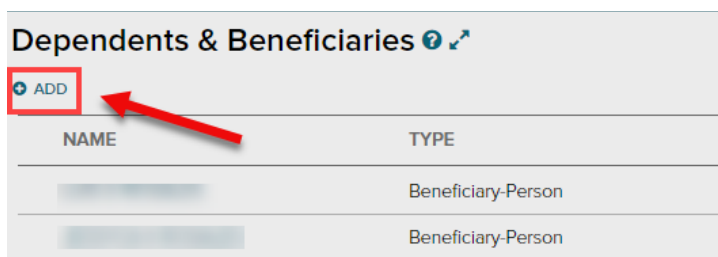 Dependents & Beneficiaries
ADD
NAME TYPE
Beneficiary-Person
Beneficiary-Person